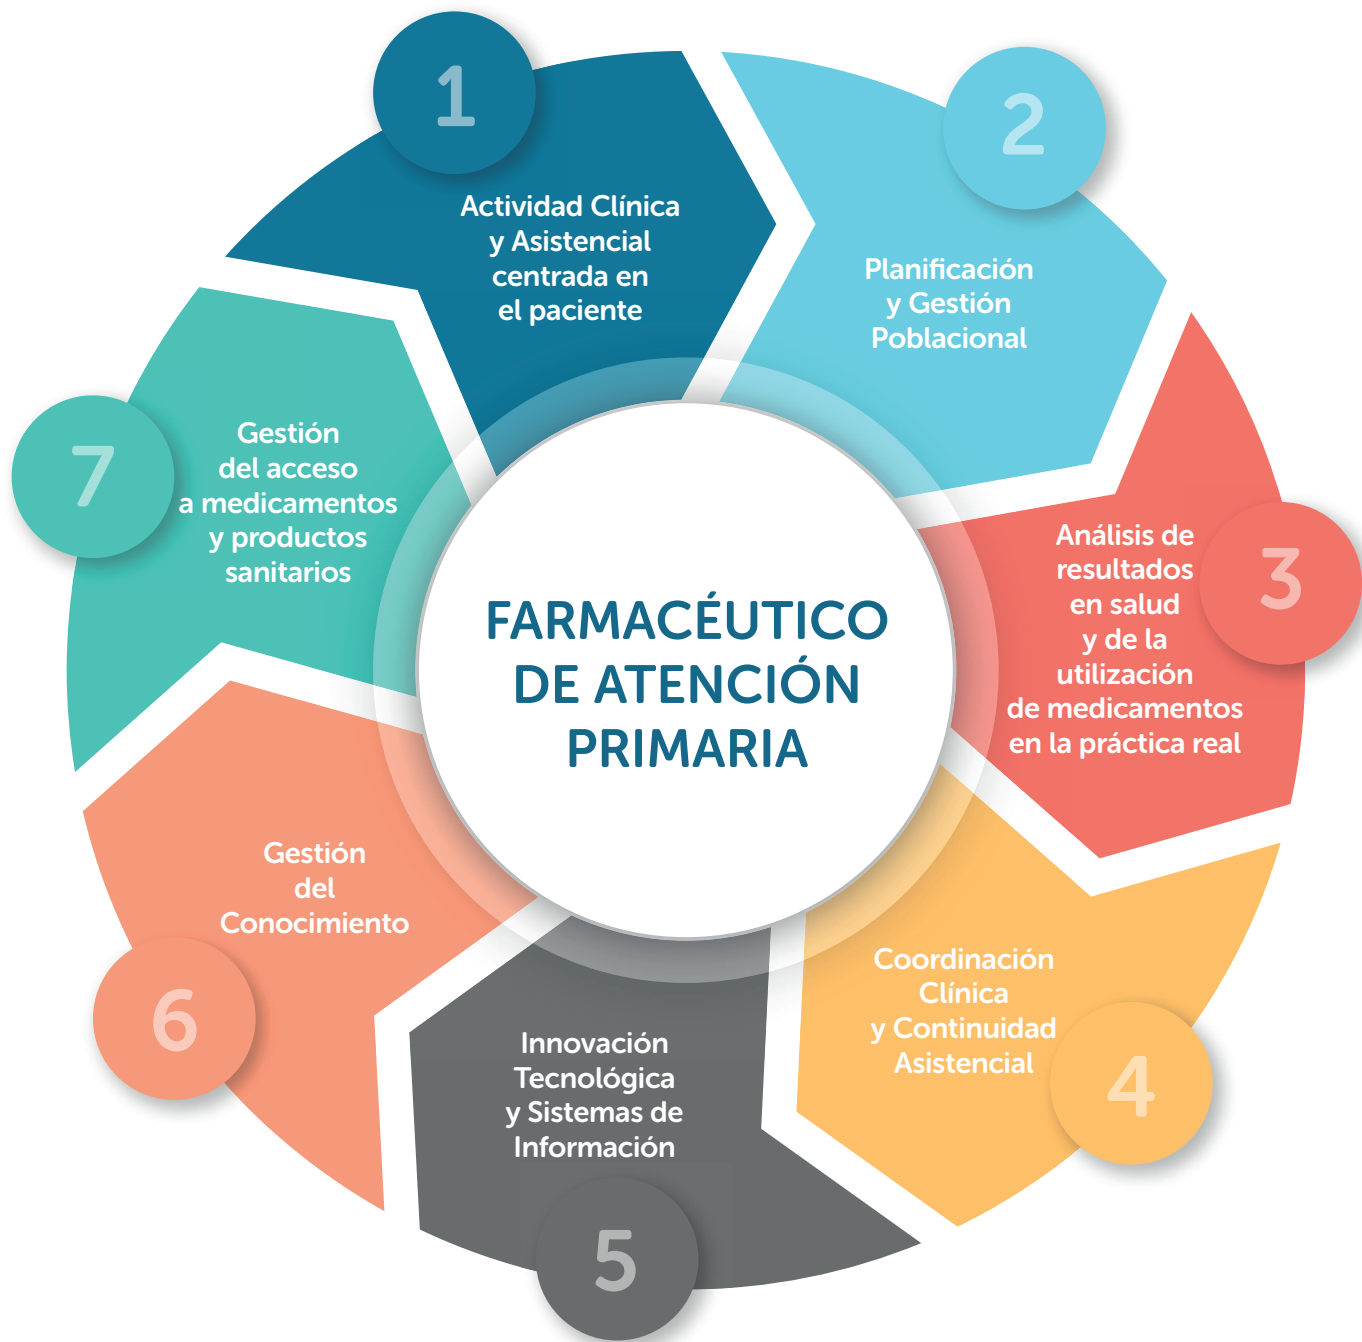 1
Actividad Clínica
y Asistencial
centrada en
el paciente
2
Planificación
y Gestión
Poblacional
3
Análisis de
resultados
en salud
y de la
utilización
de medicamentos
en la práctica real
4
Coordinación
Clínica
y Continuidad
Asistencial
5
Innovación
Tecnológica
y Sistemas de
Información
6
Gestión
del
Conocimiento
7
Gestión
del acceso
a medicamentos
y productos
sanitarios
FARMACÉUTICO
DE ATENCIÓN
PRIMARIA